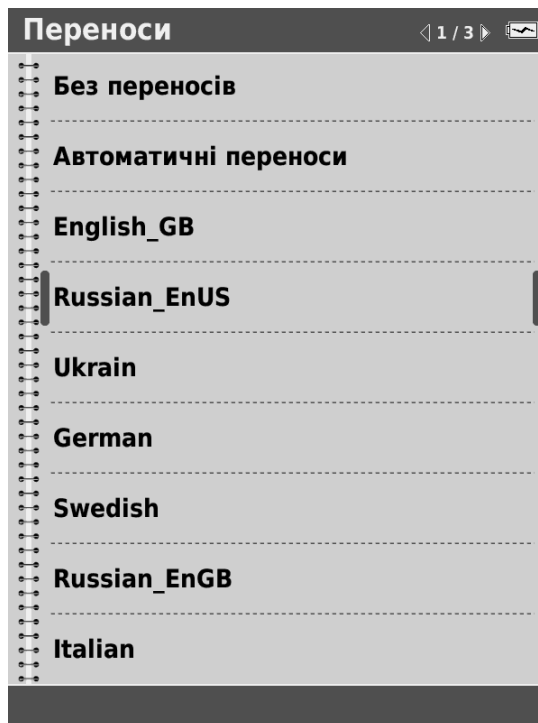 Переноси
1 / 3
Без переносів
Автоматичні переноси
English_GB
Russian_EnUS
Ukrain
German
Swedish
Russian_EnGB
Italian